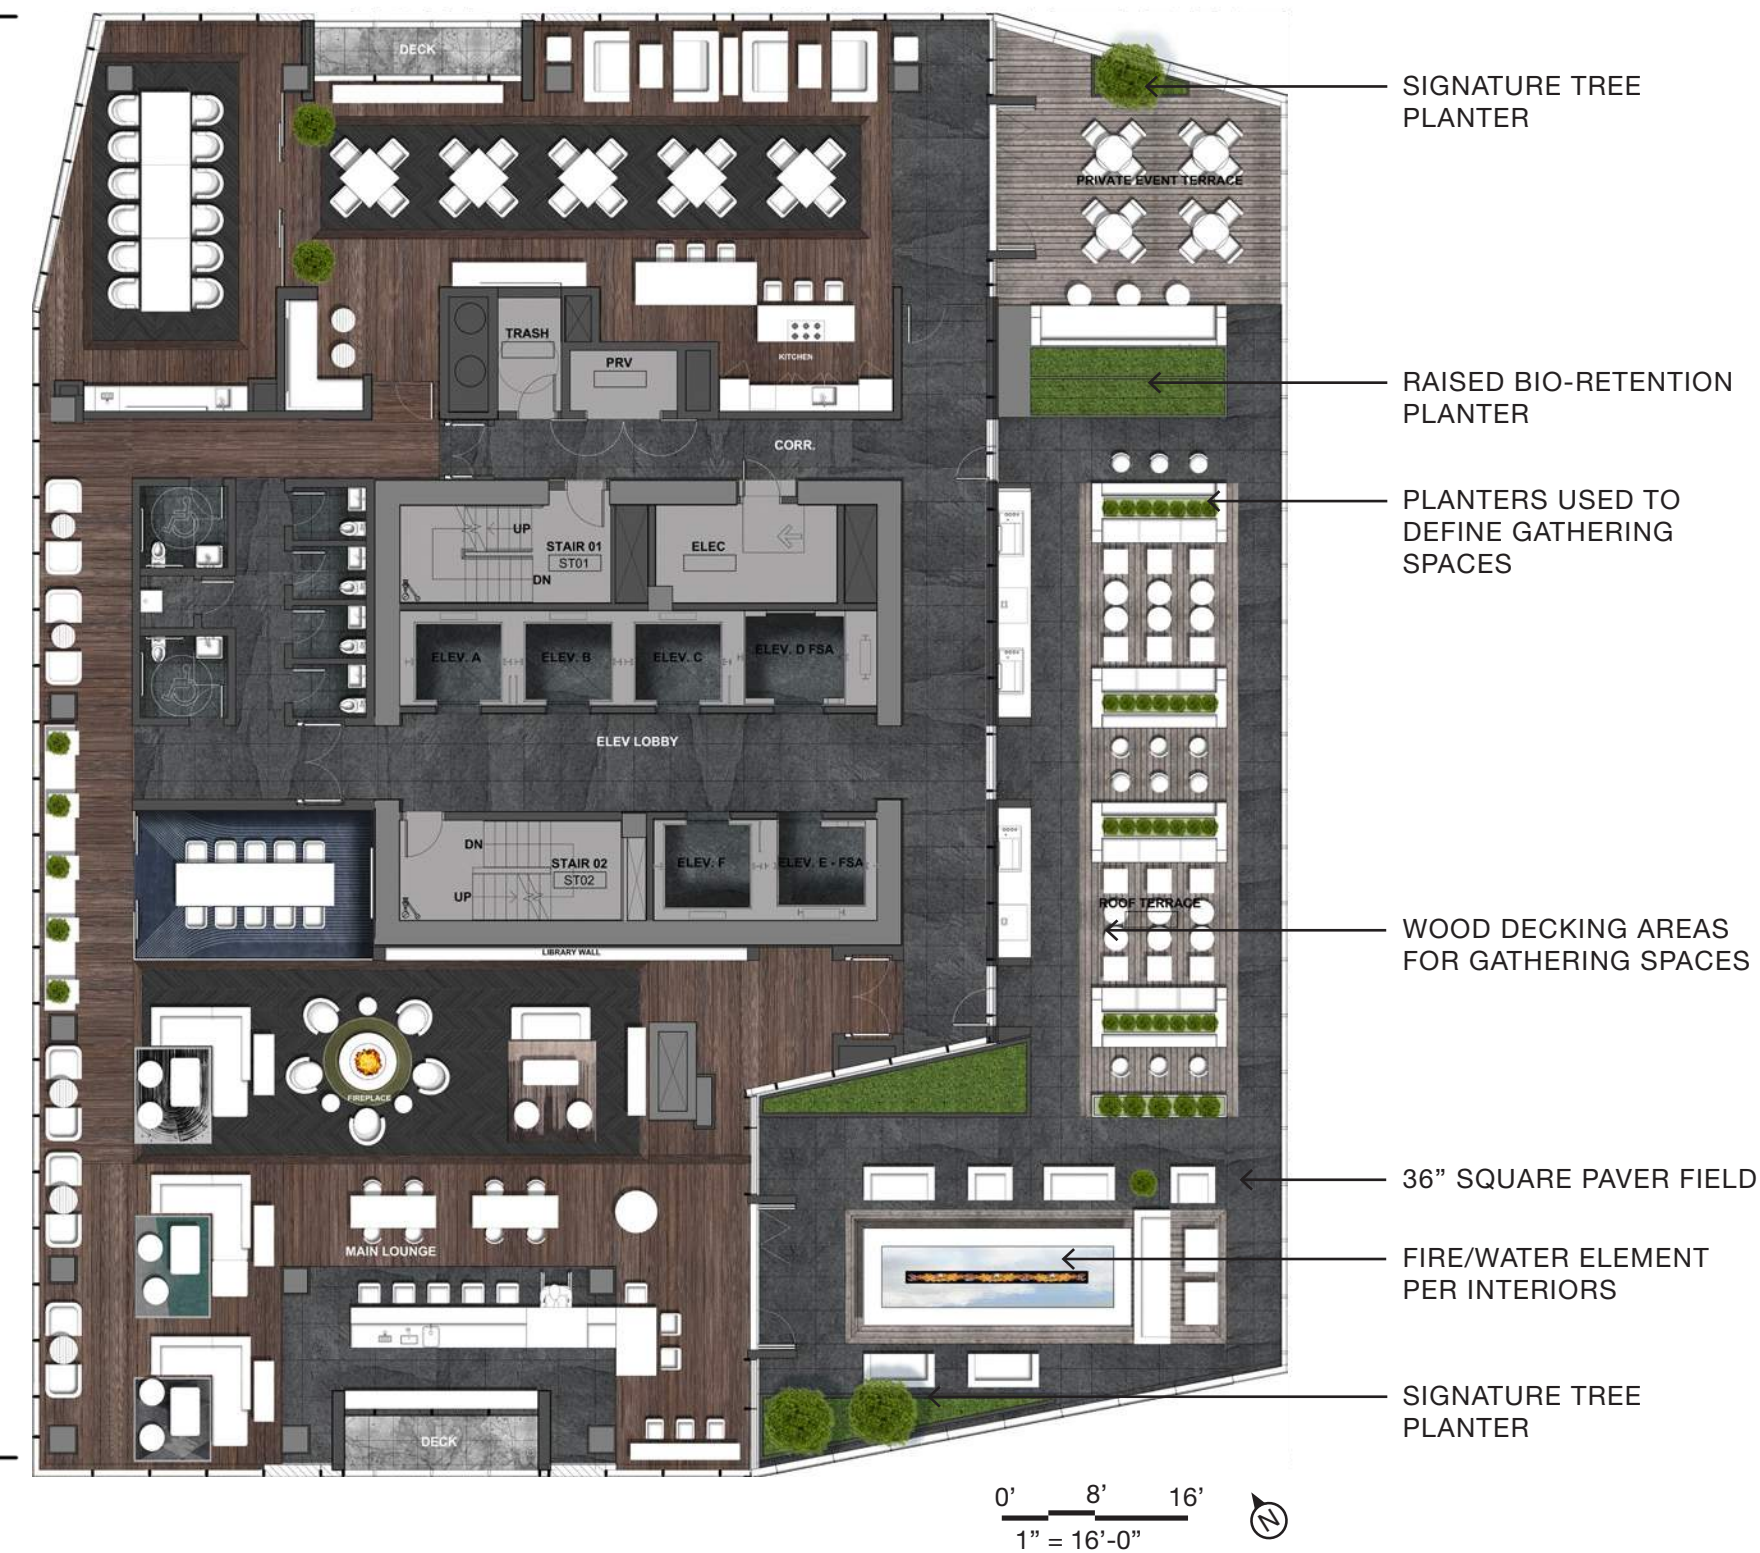 DECK
SIGNATURE TREE
PLANTER
PRIVATE EVENT TERRACE
TRASH
PRV
KITCHEN
RAISED BIO-RETENTION
PLANTER
CORR.
PLANTERS USED TO
DEFINE GATHERING
SPACES
UP
STAIR 01
ST01
DN
ELEC
ELEV. A
ELEV. B
ELEV. C
ELEV. D FSA
ELEV LOBBY
DN
STAIR 02
ST02
UP
ELEV. F
ELEV. E - FSA
ROOF TERRACE
WOOD DECKING AREAS
FOR GATHERING SPACES
LIBRARY WALL
FIREPLACE
36” SQUARE PAVER FIELD
MAIN LOUNGE
FIRE/WATER ELEMENT
PER INTERIORS
SIGNATURE TREE
PLANTER
DECK
0’ 8’ 16’
1” = 16’-0”
N